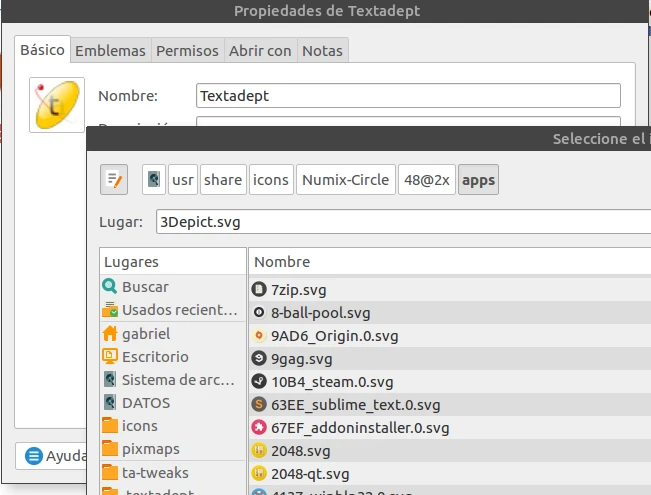 Propiedades de Textadept
Básico Emblemas Permisos Abrir con Notas
Nombre: Textadept
Seleccione el i
usr share icons Numix-Circle 48@2x apps
Lugar: 3Depict.svg
Lugares
Buscar
Usados recient…
gabriel
Escritorio
Sistema de arc…
DATOS
icons
pixmaps
ta-tweaks
textadept
Nombre
7zip.svg
8-ball-pool.svg
9AD6_Origin.0.svg
9gag.svg
10B4_steam.0.svg
63EE_sublime_text.0.svg
67EF_addoninstaller.0.svg
2048.svg
2048-qt.svg
Ayuda